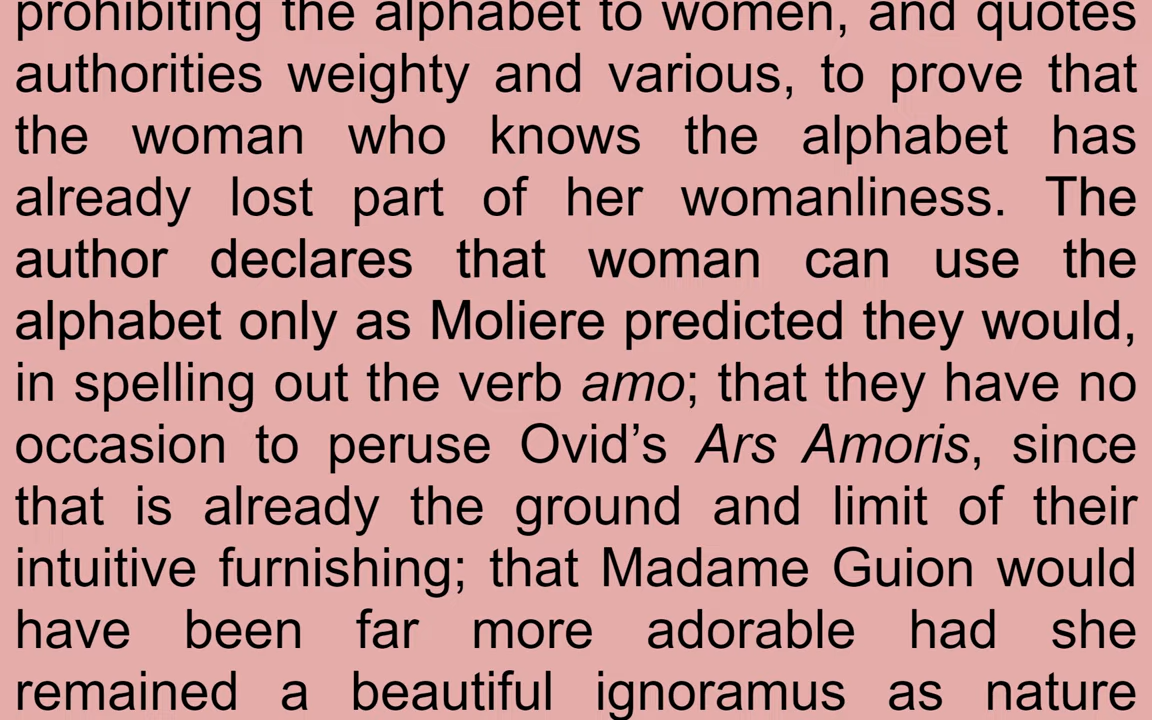 prohibiting the alphabet to women, and quotes
authorities weighty and various, to prove that
the woman who knows the alphabet has
already lost part of her womanliness. The
author declares that woman can use the
alphabet only as Moliere predicted they would,
in spelling out the verb amo; that they have no
occasion to peruse Ovid’s Ars Amoris, since
that is already the ground and limit of their
intuitive furnishing; that Madame Guion would
have been far more adorable had she
remained a beautiful ignoramus as nature